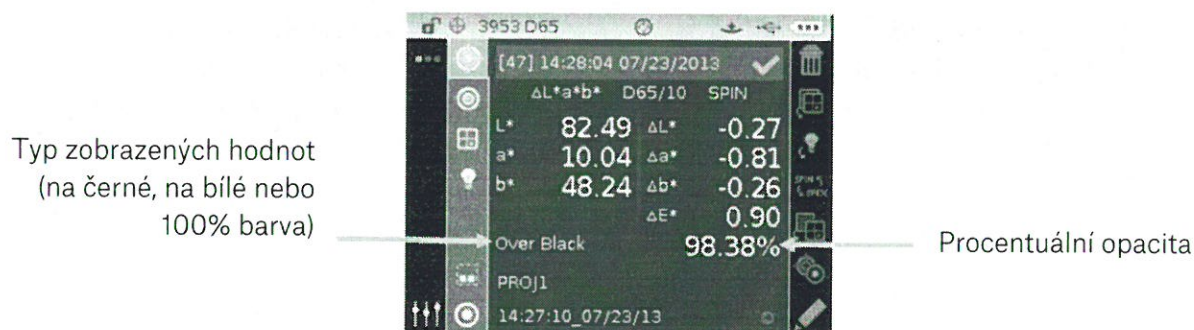 3953 D65
[47] 14:28:04 07/23/2013
ΔL*a*b* D65/10 SPIN
L* 82.49 ΔL* -0.27
a* 10.04 Δa* -0.81
b* 48.24 Δb* -0.26
ΔE* 0.90
Over Black 98.38%
PROJ1
14:27:10_07/23/13
Typ zobrazených hodnot
(na černé, na bílé nebo
100% barva)
Procentuální opacita